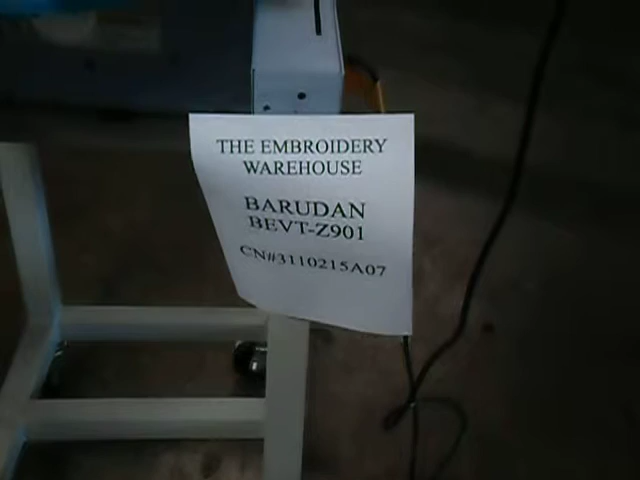 THE EMBROIDERY
WAREHOUSE
BARUDAN
BEVT-Z901
CN#3110215A07